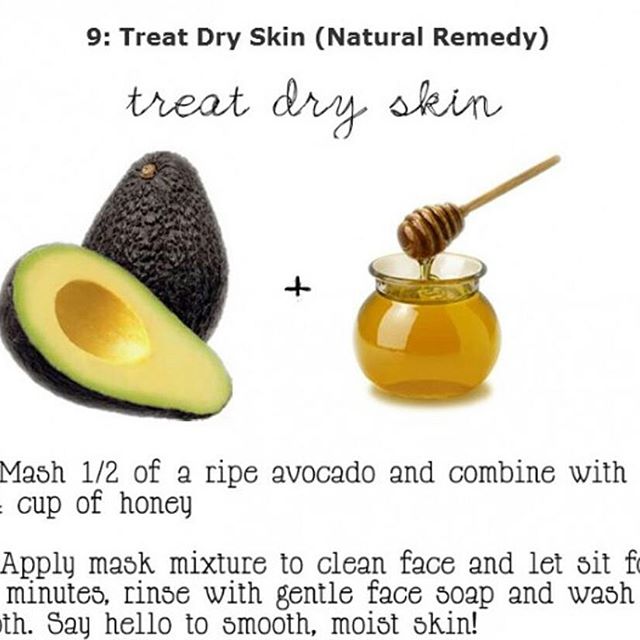 9: Treat Dry Skin (Natural Remedy)
treat dry skin
+
Mash 1/2 of a ripe avocado and combine with
cup of honey
Apply mask mixture to clean face and let sit
minutes, rinse with gentle face soap and wash
Say hello to smooth, moist skin!